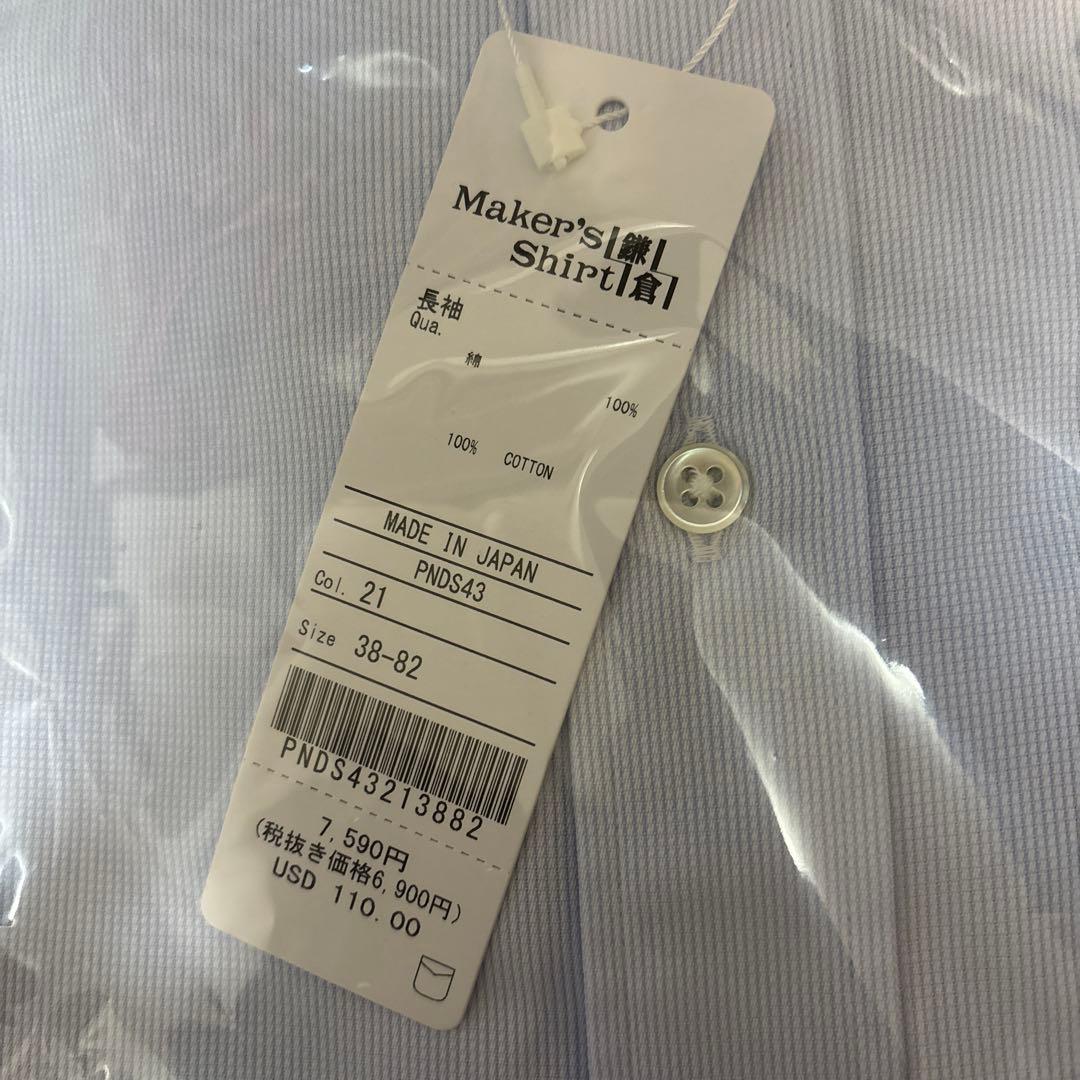 Maker's 鎌
Shirt 倉
長袖
Qua.
綿
100%
100% COTTON
MADE IN JAPAN
PNDS43
Col. 21
Size 38-82
PNDS43213882
7,590円
(税抜き価格6,900円)
USD 110.00